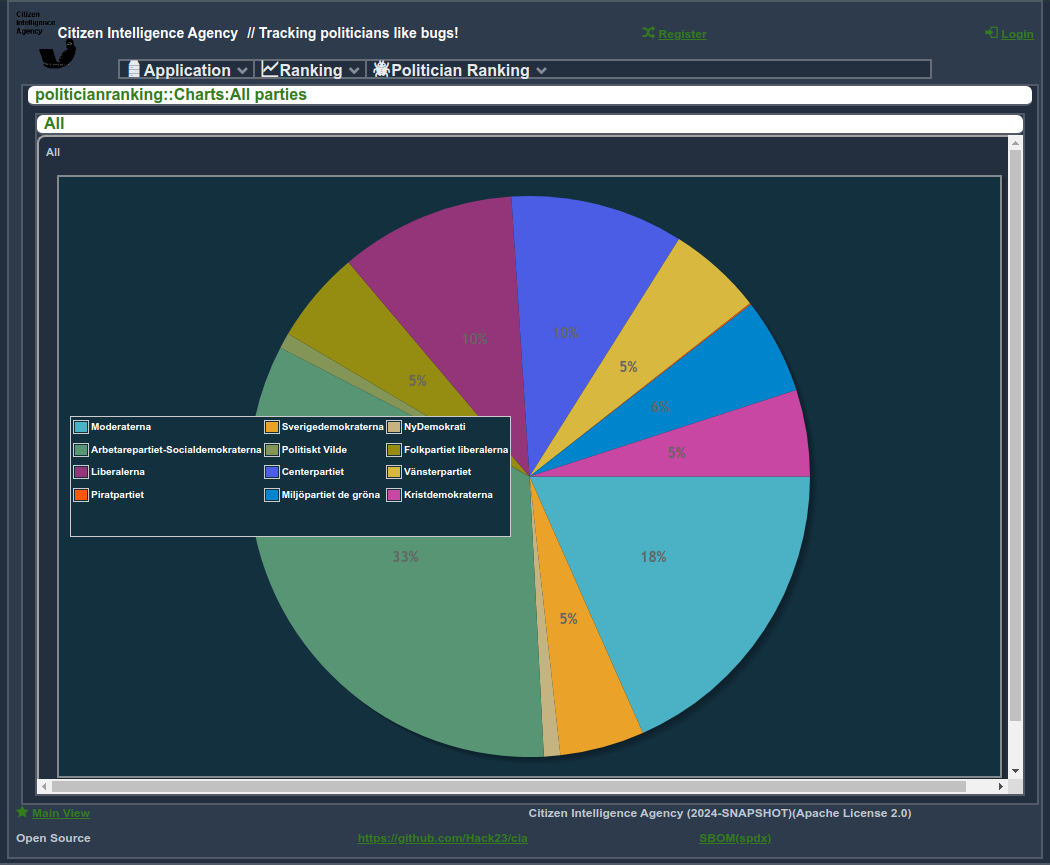 Citizen
Intelligence
Agency
Citizen Intelligence Agency // Tracking politicians like bugs!
Register
Login
Application
Ranking
Politician Ranking
politicianranking::Charts:All parties
All
All
10%
10%
5%
5%
6%
5%
Moderaterna
Sverigedemokraterna
NyDemokrati
Arbetarepartiet-Socialdemokraterna
Politiskt Vilde
Folkpartiet liberalerna
Liberalerna
Centerpartiet
Vänsterpartiet
Piratpartiet
Miljöpartiet de gröna
Kristdemokraterna
33%
18%
5%
Main View
Citizen Intelligence Agency (2024-SNAPSHOT)(Apache License 2.0)
Open Source
https://github.com/Hack23/cia
SBOM(spdx)